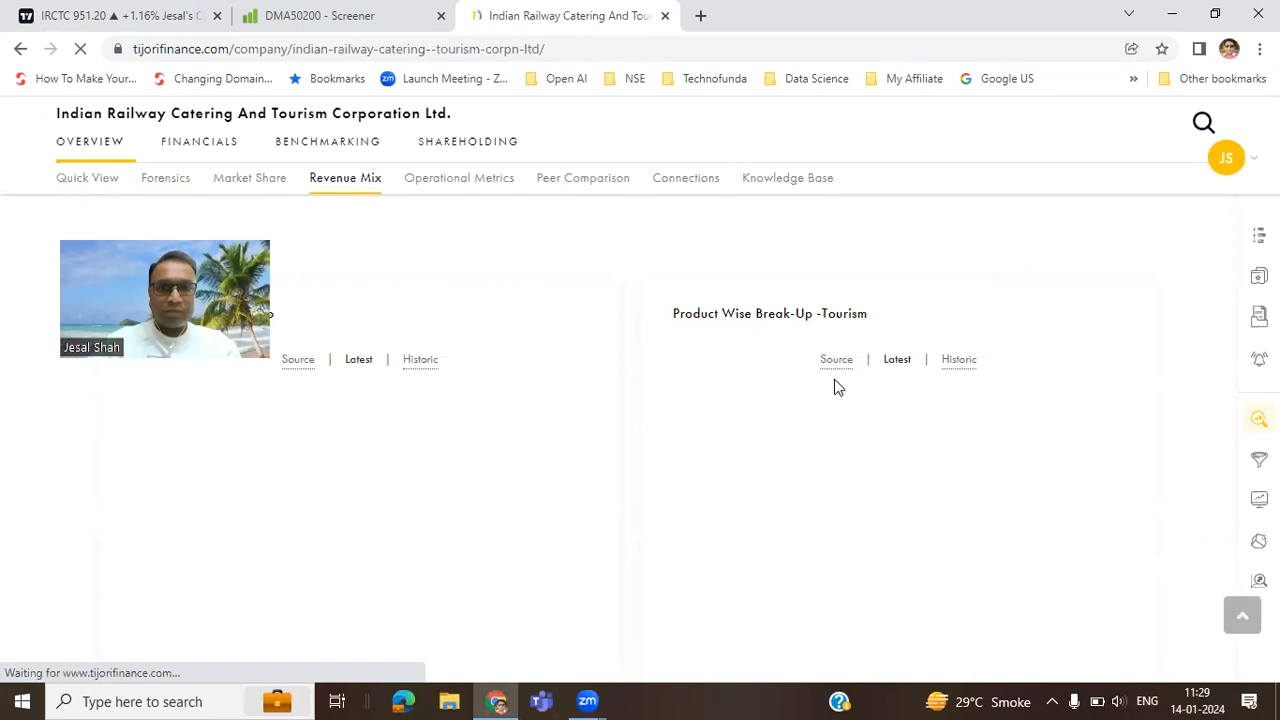 IRCTC 951.20 ▲ +1.16% Jesal's C
DMA50200 - Screener
Indian Railway Catering And Tou
tijorifinance.com/company/indian-railway-catering--tourism-corpn-ltd/
How To Make Your...
Changing Domain...
Bookmarks
Launch Meeting - Z...
Open AI
NSE
Technofunda
Data Science
My Affiliate
Google US
»
Other bookmarks
Indian Railway Catering And Tourism Corporation Ltd.
OVERVIEW
FINANCIALS
BENCHMARKING
SHAREHOLDING
JS
Quick View
Forensics
Market Share
Revenue Mix
Operational Metrics
Peer Comparison
Connections
Knowledge Base
Product Wise Break-Up -Tourism
Jesal Shah
Source | Latest | Historic
Source | Latest | Historic
Waiting for www.tijorifinance.com...
Type here to search
zm
29°C Smoke
ENG
11:29
14-01-2024